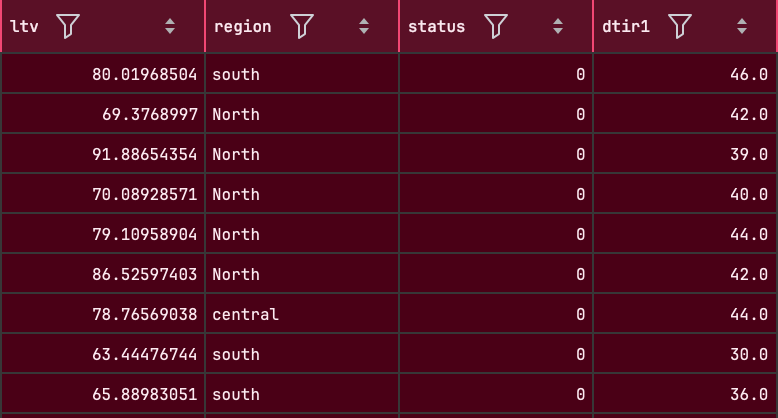 ltv region status dtir1
80.01968504 south 0 46.0
69.3768997 North 0 42.0
91.88654354 North 0 39.0
70.08928571 North 0 40.0
79.10958904 North 0 44.0
86.52597403 North 0 42.0
78.76569038 central 0 44.0
63.44476744 south 0 30.0
65.88983051 south 0 36.0